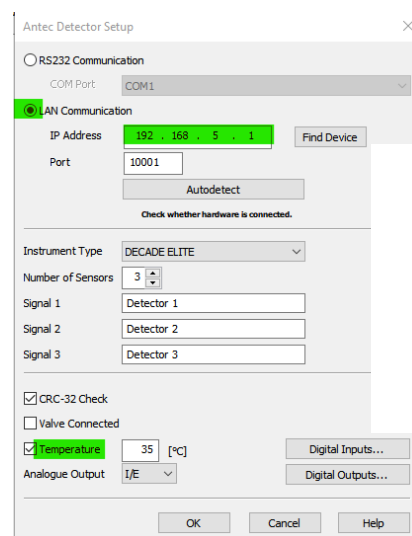 Antec Detector Setup
RS232 Communication
COM Port COM1
LAN Communication
IP Address 192 . 168 . 5 . 1 Find Device
Port 10001
Autodetect
Check whether hardware is connected.
Instrument Type DECADE ELITE
Number of Sensors 3
Signal 1 Detector 1
Signal 2 Detector 2
Signal 3 Detector 3
CRC-32 Check
Valve Connected
Temperature 35 [°C] Digital Inputs...
Analogue Output I/E Digital Outputs...
OK Cancel Help